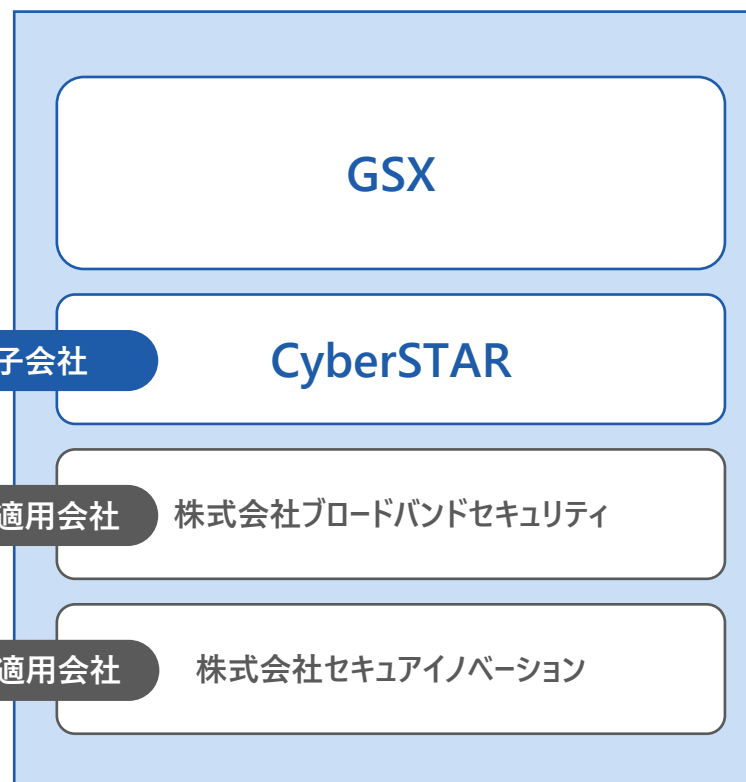 GSX
子会社
CyberSTAR
適用会社
株式会社ブロードバンドセキュリティ
適用会社
株式会社セキュアイノベーション